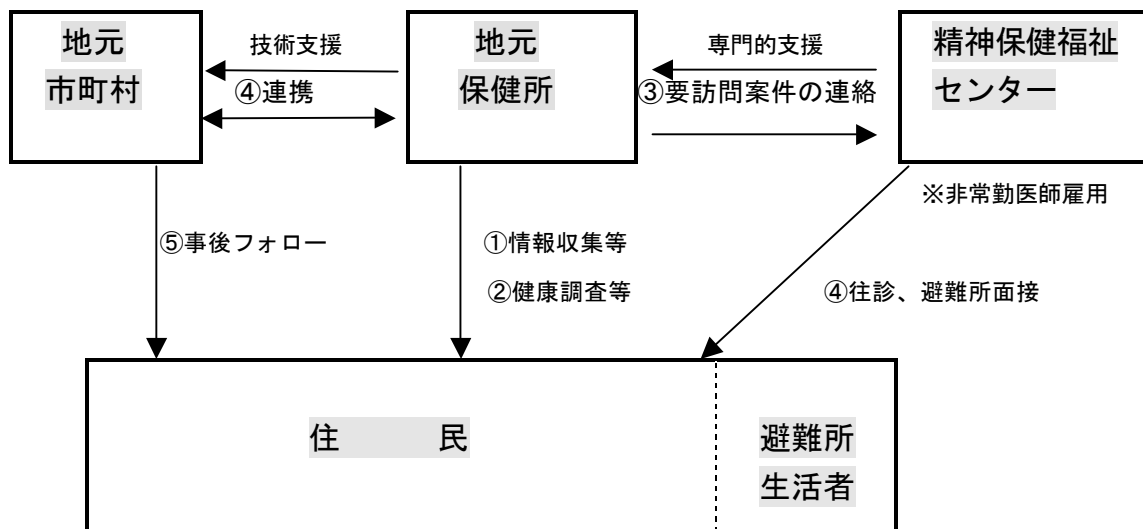 地元
市町村
技術支援
④連携
地元
保健所
専門的支援
③要訪問案件の連絡
精神保健福祉
センター
※非常勤医師雇用
⑤事後フォロー
①情報収集等
②健康調査等
④往診、避難所面接
住　　民
避難所
生活者